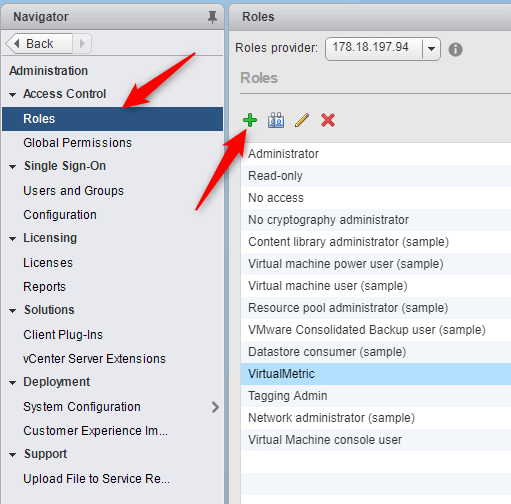 Navigator
Back
Administration
Access Control
Roles
Global Permissions
Single Sign-On
Users and Groups
Configuration
Licensing
Licenses
Reports
Solutions
Client Plug-Ins
vCenter Server Extensions
Deployment
System Configuration
Customer Experience Im...
Support
Upload File to Service Re...
Roles
Roles provider: 178.18.197.94
Roles
Administrator
Read-only
No access
No cryptography administrator
Content library administrator (sample)
Virtual machine power user (sample)
Virtual machine user (sample)
Resource pool administrator (sample)
VMware Consolidated Backup user (sample)
Datastore consumer (sample)
VirtualMetric
Tagging Admin
Network administrator (sample)
Virtual Machine console user